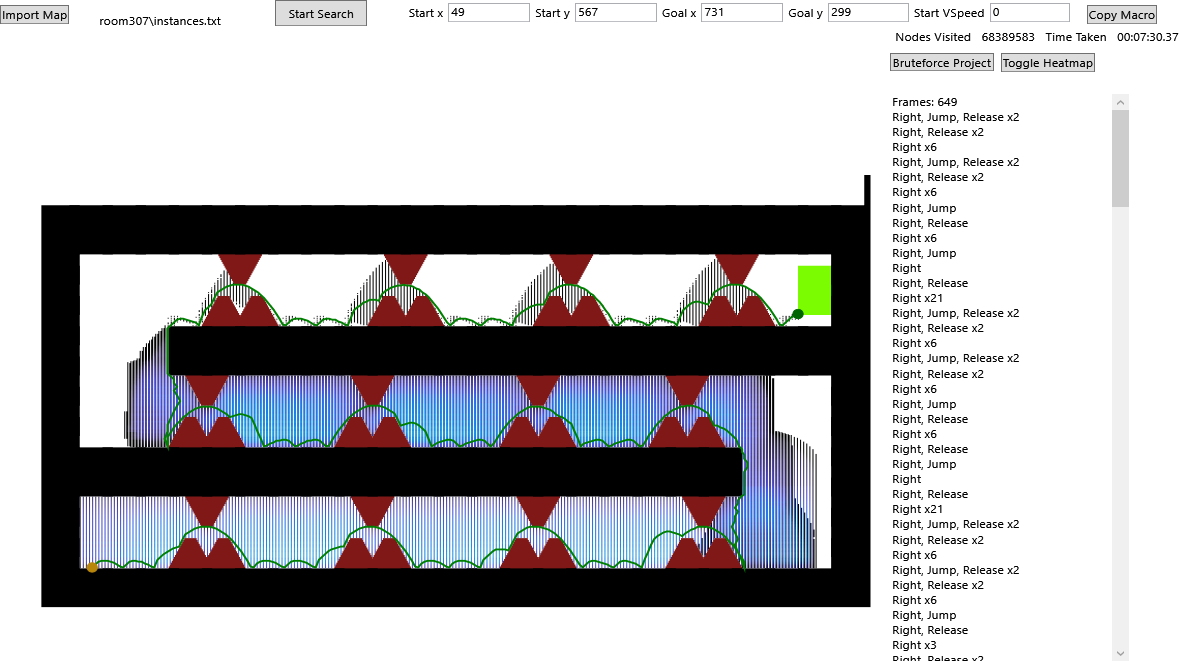 Import Map room307\instances.txt Start Search Start x 49 Start y 567 Goal x 731 Goal y 299 Start VSpeed 0 Copy Macro
Nodes Visited 68389583 Time Taken 00:07:30.37
Bruteforce Project Toggle Heatmap
Frames: 649
Right, Jump, Release x2
Right, Release x2
Right x6
Right, Jump, Release x2
Right, Release x2
Right x6
Right, Jump
Right, Release
Right x6
Right, Jump
Right
Right, Release
Right x21
Right, Jump, Release x2
Right, Release x2
Right x6
Right, Jump, Release x2
Right, Release x2
Right x6
Right, Jump
Right, Release
Right x6
Right, Release
Right, Jump
Right
Right, Release
Right x21
Right, Jump, Release x2
Right, Release x2
Right x6
Right, Jump, Release x2
Right, Release x2
Right x6
Right, Jump
Right, Release
Right x3
Right, Release x2